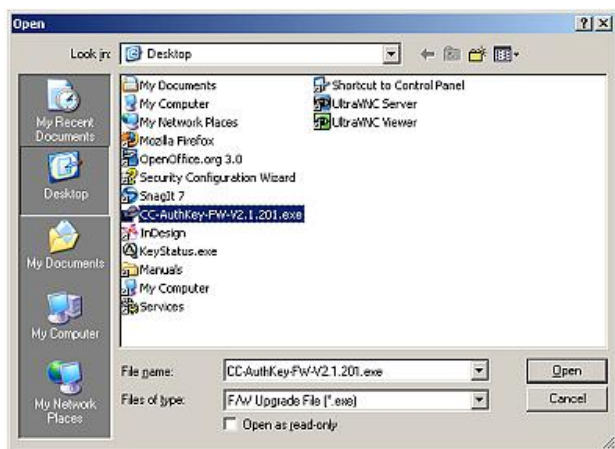 Open
Look in:
Desktop
My Recent
Documents
Desktop
My Documents
My Computer
My Network
Places
My Documents
My Computer
My Network Places
Mozilla Firefox
OpenOffice.org 3.0
Security Configuration Wizard
SnagIt 7
CC-AuthKey-FW-V2.1.201.exe
InDesign
KeyStatus.exe
Manuals
My Computer
Services
Shortcut to Control Panel
UltraVNC Server
UltraVNC Viewer
File name:
CC-AuthKey-FW-V2.1.201.exe
Open
Files of type:
F/W Upgrade File (*.exe)
Cancel
Open as read-only